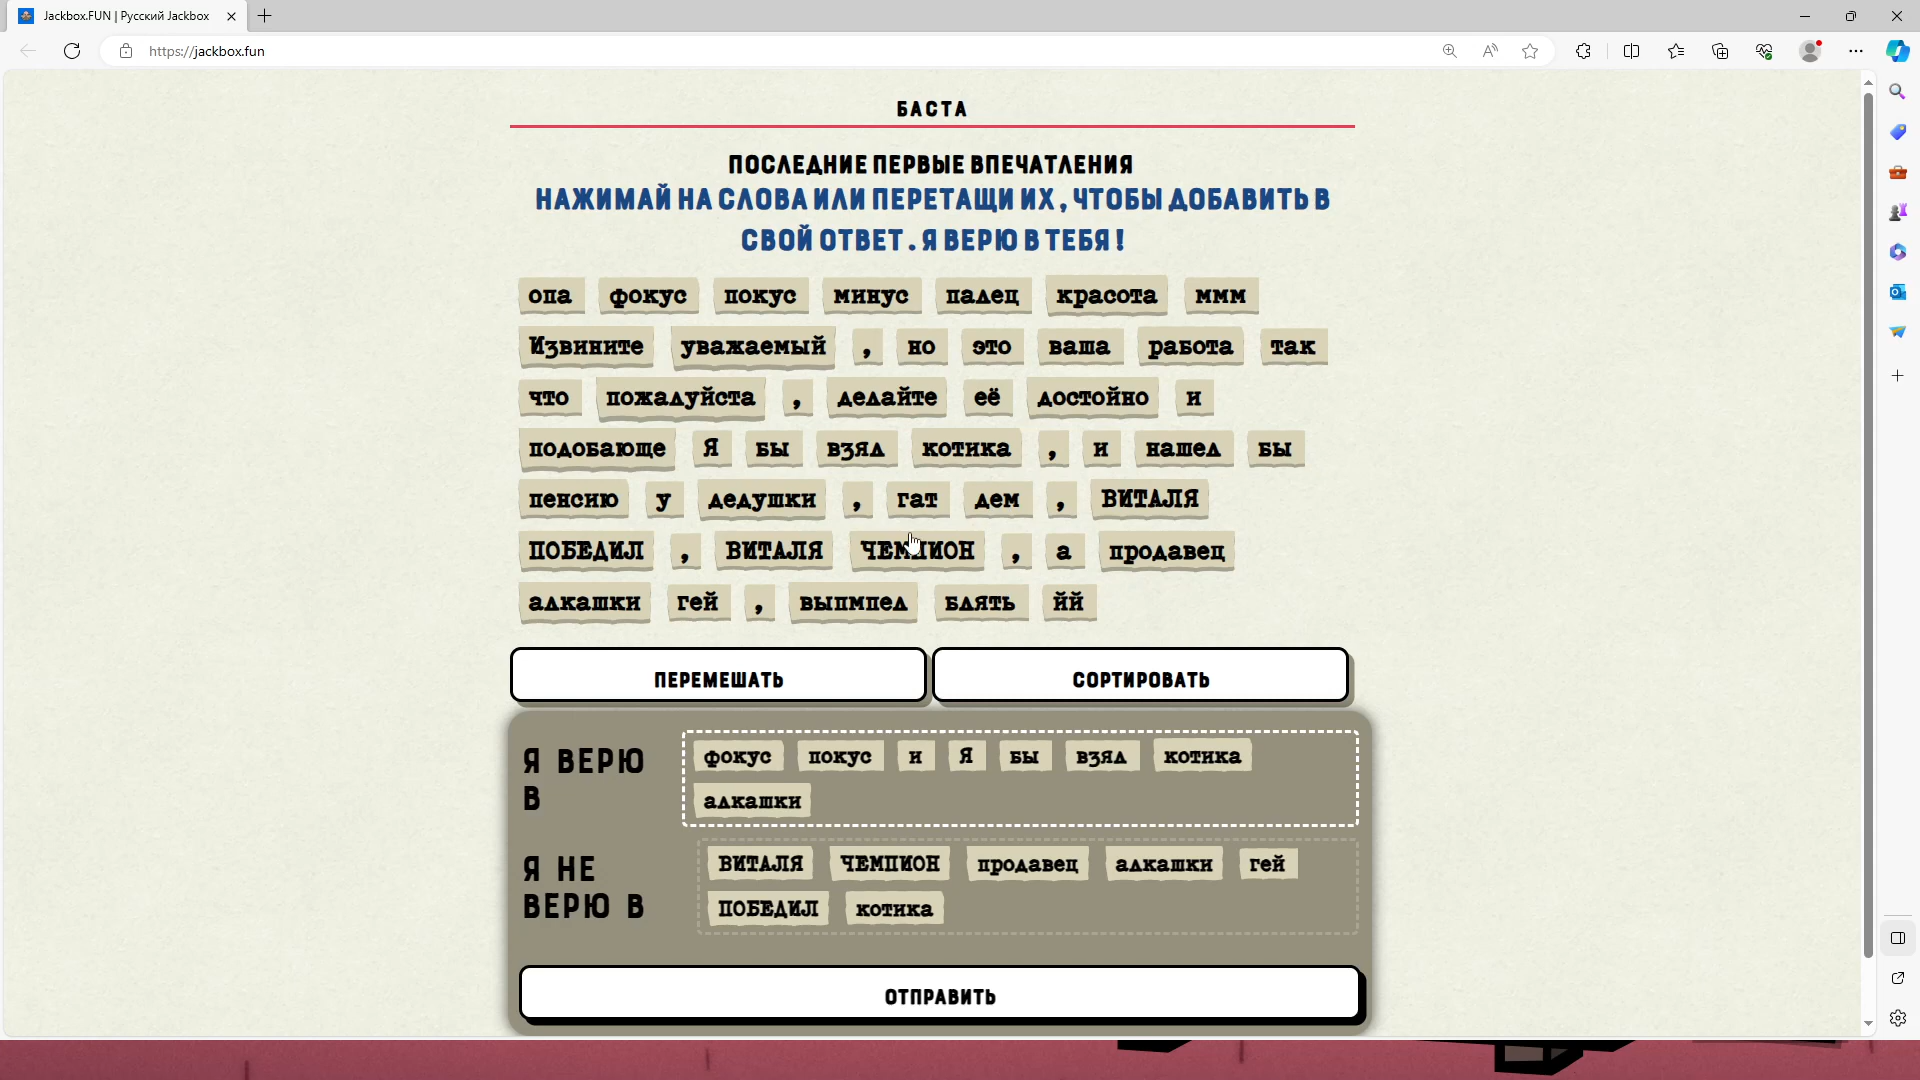 Jackbox.FUN | Русский Jackbox
https://jackbox.fun
БАСТА
ПОСЛЕДНИЕ ПЕРВЫЕ ВПЕЧАТЛЕНИЯ
НАЖИМАЙ НА СЛОВА ИЛИ ПЕРЕТАЩИ ИХ, ЧТОБЫ ДОБАВИТЬ В
СВОЙ ОТВЕТ. Я ВЕРЮ В ТЕБЯ!
опа фокус покус минус палец красота ммм
Извините уважаемый , но это ваша работа так
что пожалуйста , делайте её достойно и
подобающе Я бы взял котика , и нашел бы
пенсию у дедушки , гат дем , ВИТАЛЯ
ПОБЕДИЛ , ВИТАЛЯ ЧЕМПИОН , а продавец
алкашки гей , выпмпел блять йй
ПЕРЕМЕШАТЬ СОРТИРОВАТЬ
Я ВЕРЮ
В
фокус покус и Я бы взял котика
алкашки
Я НЕ
ВЕРЮ В
ВИТАЛЯ ЧЕМПИОН продавец алкашки гей
ПОБЕДИЛ котика
ОТПРАВИТЬ